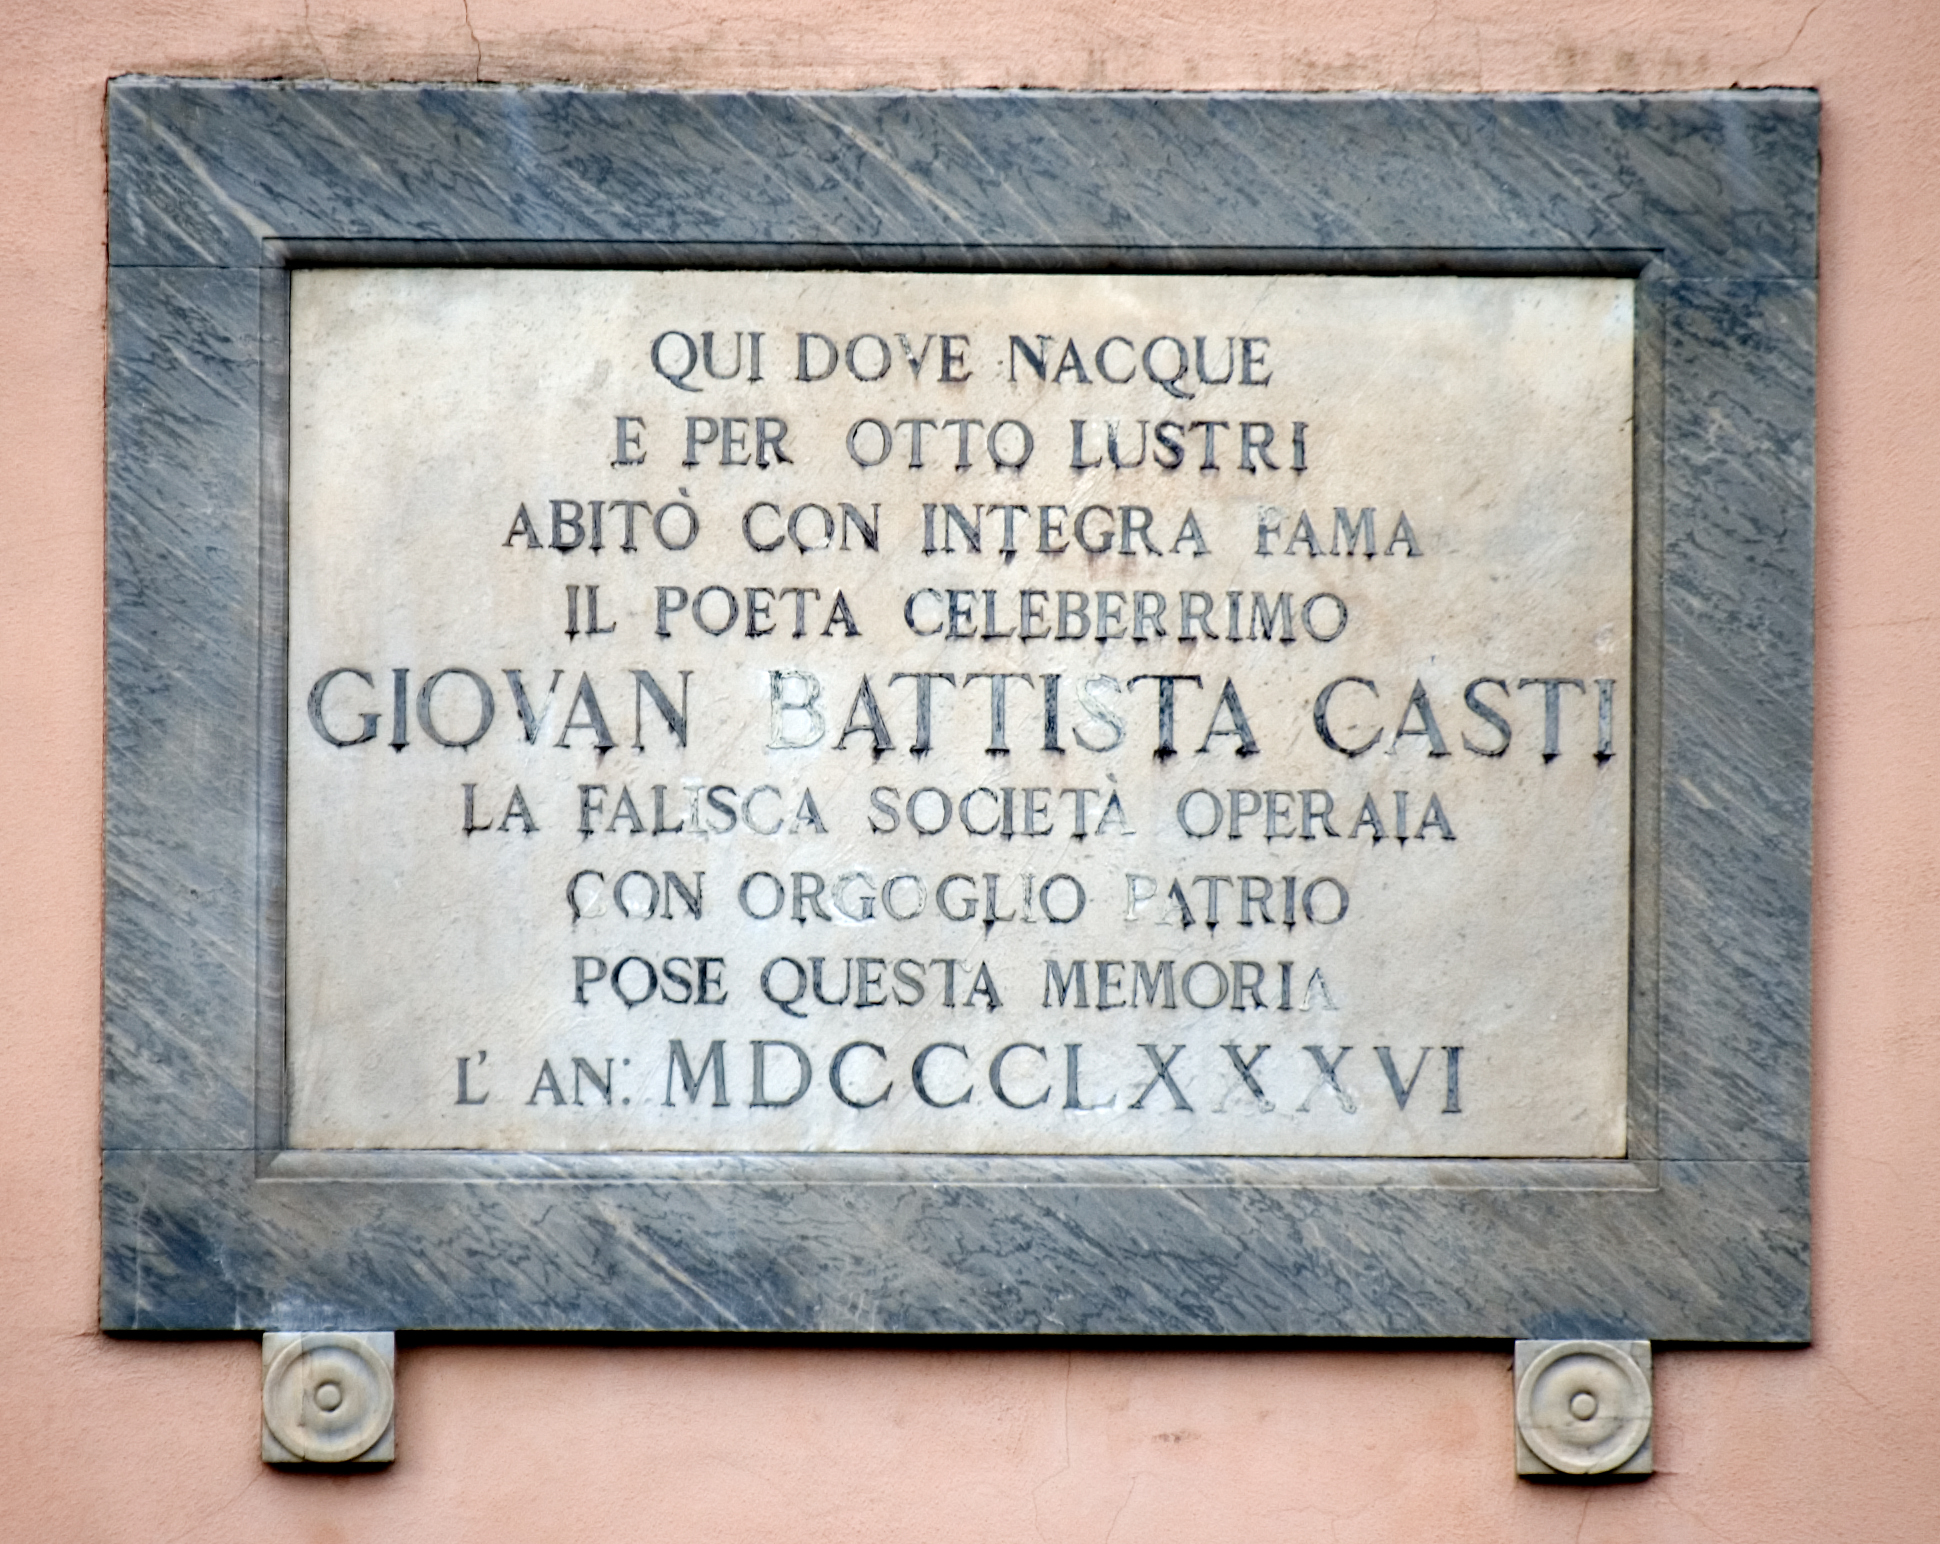 QUI DOVE NACQUE
E PER OTTO LUSTRI
ABITÒ CON INTEGRA FAMA
IL POETA CELEBERRIMO
GIOVAN BATTISTA CASTI
LA FALISCA SOCIETÀ OPERAIA
CON ORGOGLIO PATRIO
POSE QUESTA MEMORIA
L' AN: MDCCCLXXXVI